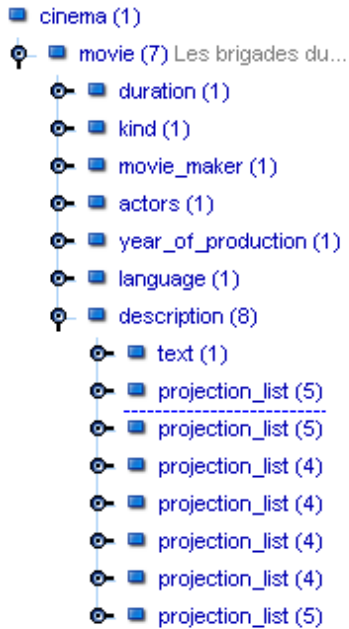 cinema (1)
movie (7) Les brigades du...
duration (1)
kind (1)
movie_maker (1)
actors (1)
year_of_production (1)
language (1)
description (8)
text (1)
projection_list (5)
projection_list (5)
projection_list (4)
projection_list (4)
projection_list (4)
projection_list (4)
projection_list (5)